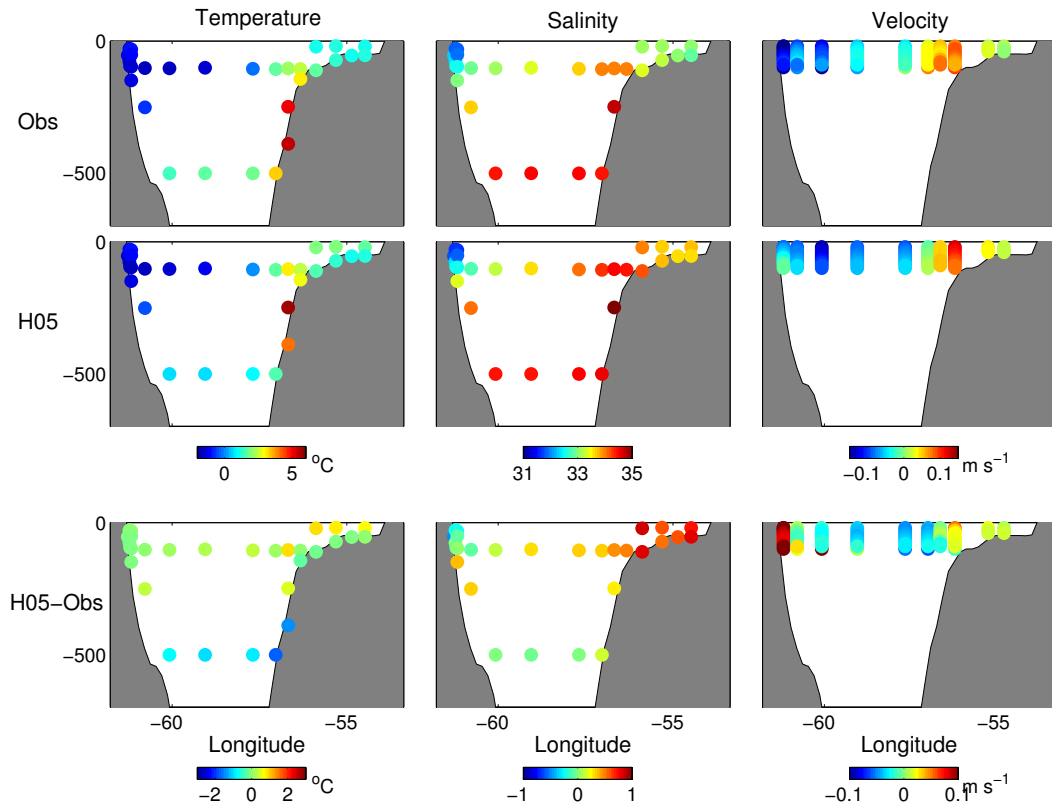 Temperature Salinity Velocity
0
Obs
−500
0
H05
−500
0 5 °C 31 33 35 −0.1 0 0.1 m s⁻¹
0
H05−Obs
−500
−60 −55 −60 −55 −60 −55
Longitude Longitude Longitude
−2 0 2 °C −1 0 1 −0.1 0 0.1 m s⁻¹